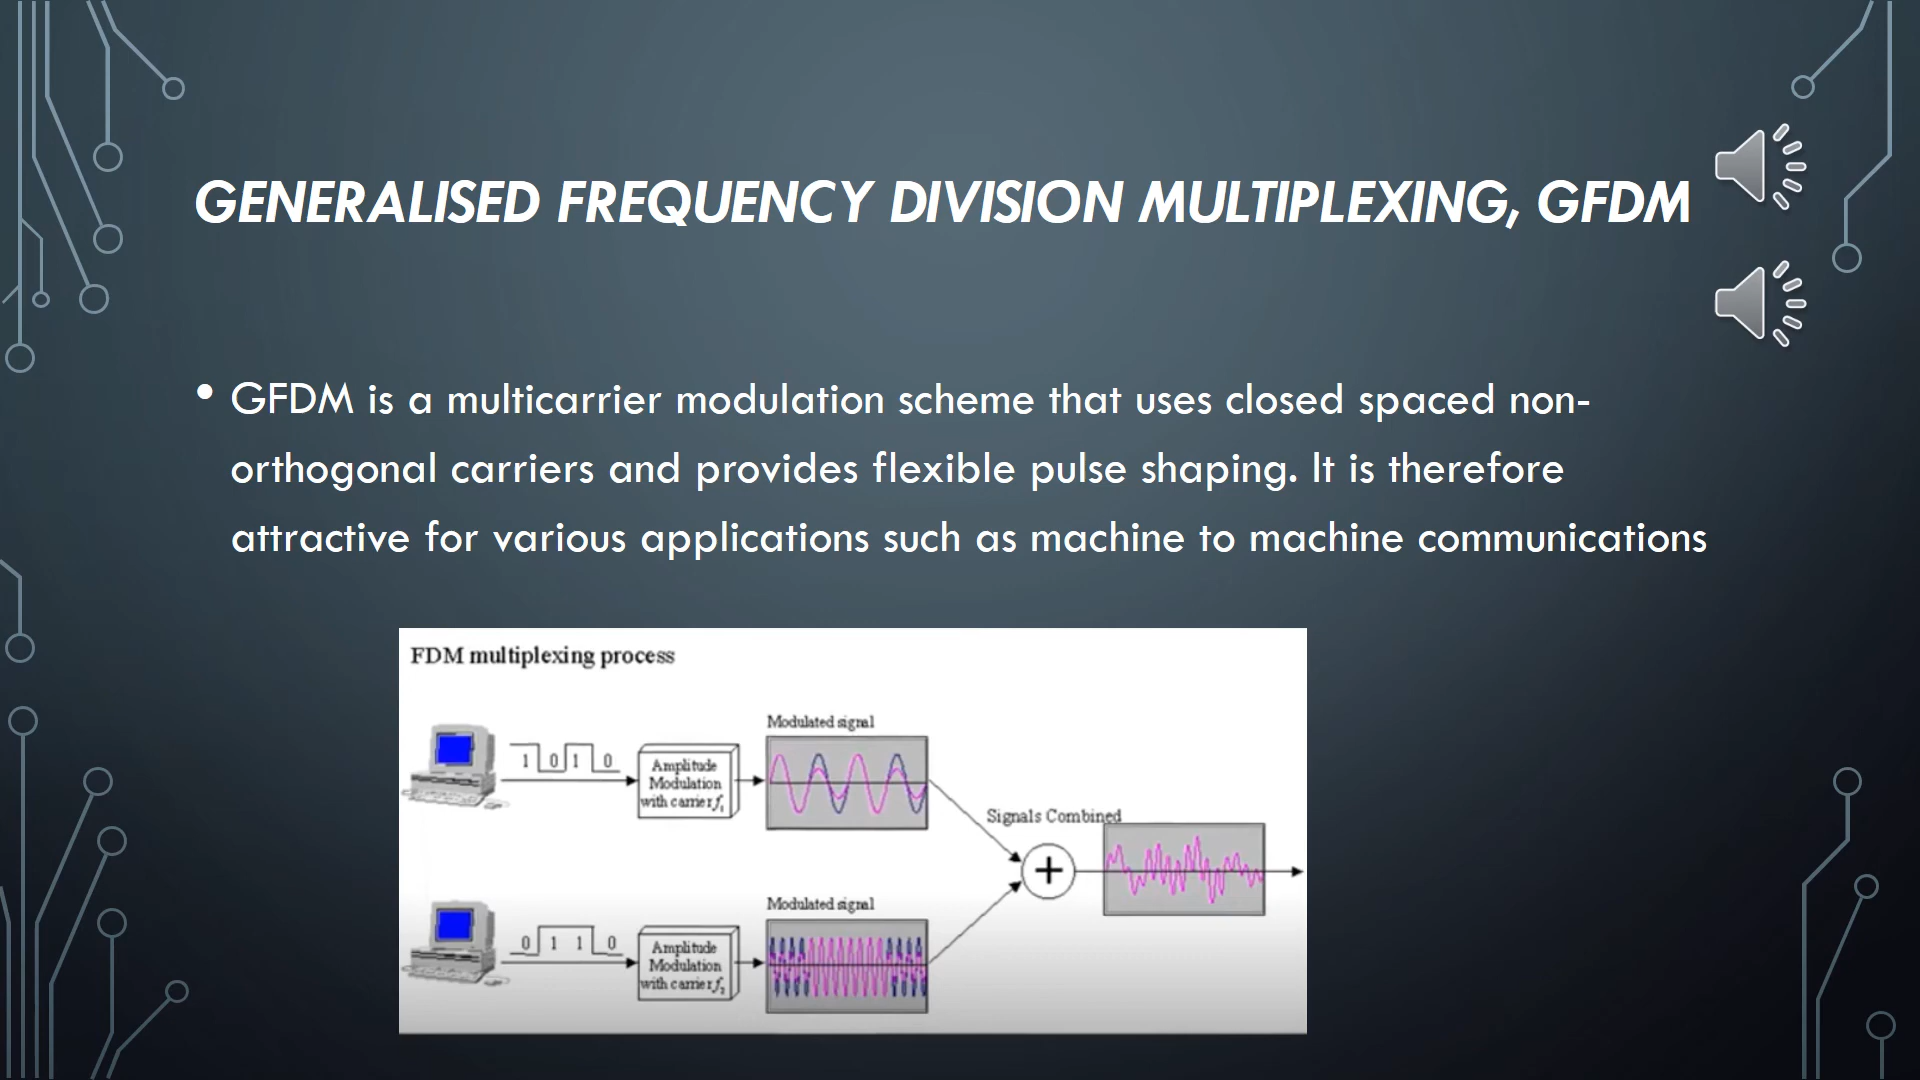 GENERALISED FREQUENCY DIVISION MULTIPLEXING, GFDM
• GFDM is a multicarrier modulation scheme that uses closed spaced non-
orthogonal carriers and provides flexible pulse shaping. It is therefore
attractive for various applications such as machine to machine communications
FDM multiplexing process
Modulated signal
1 0 1 0
Amplitude
Modulation
with carrier f1
Signals Combined
+
Modulated signal
0 1 1 0
Amplitude
Modulation
with carrier f2